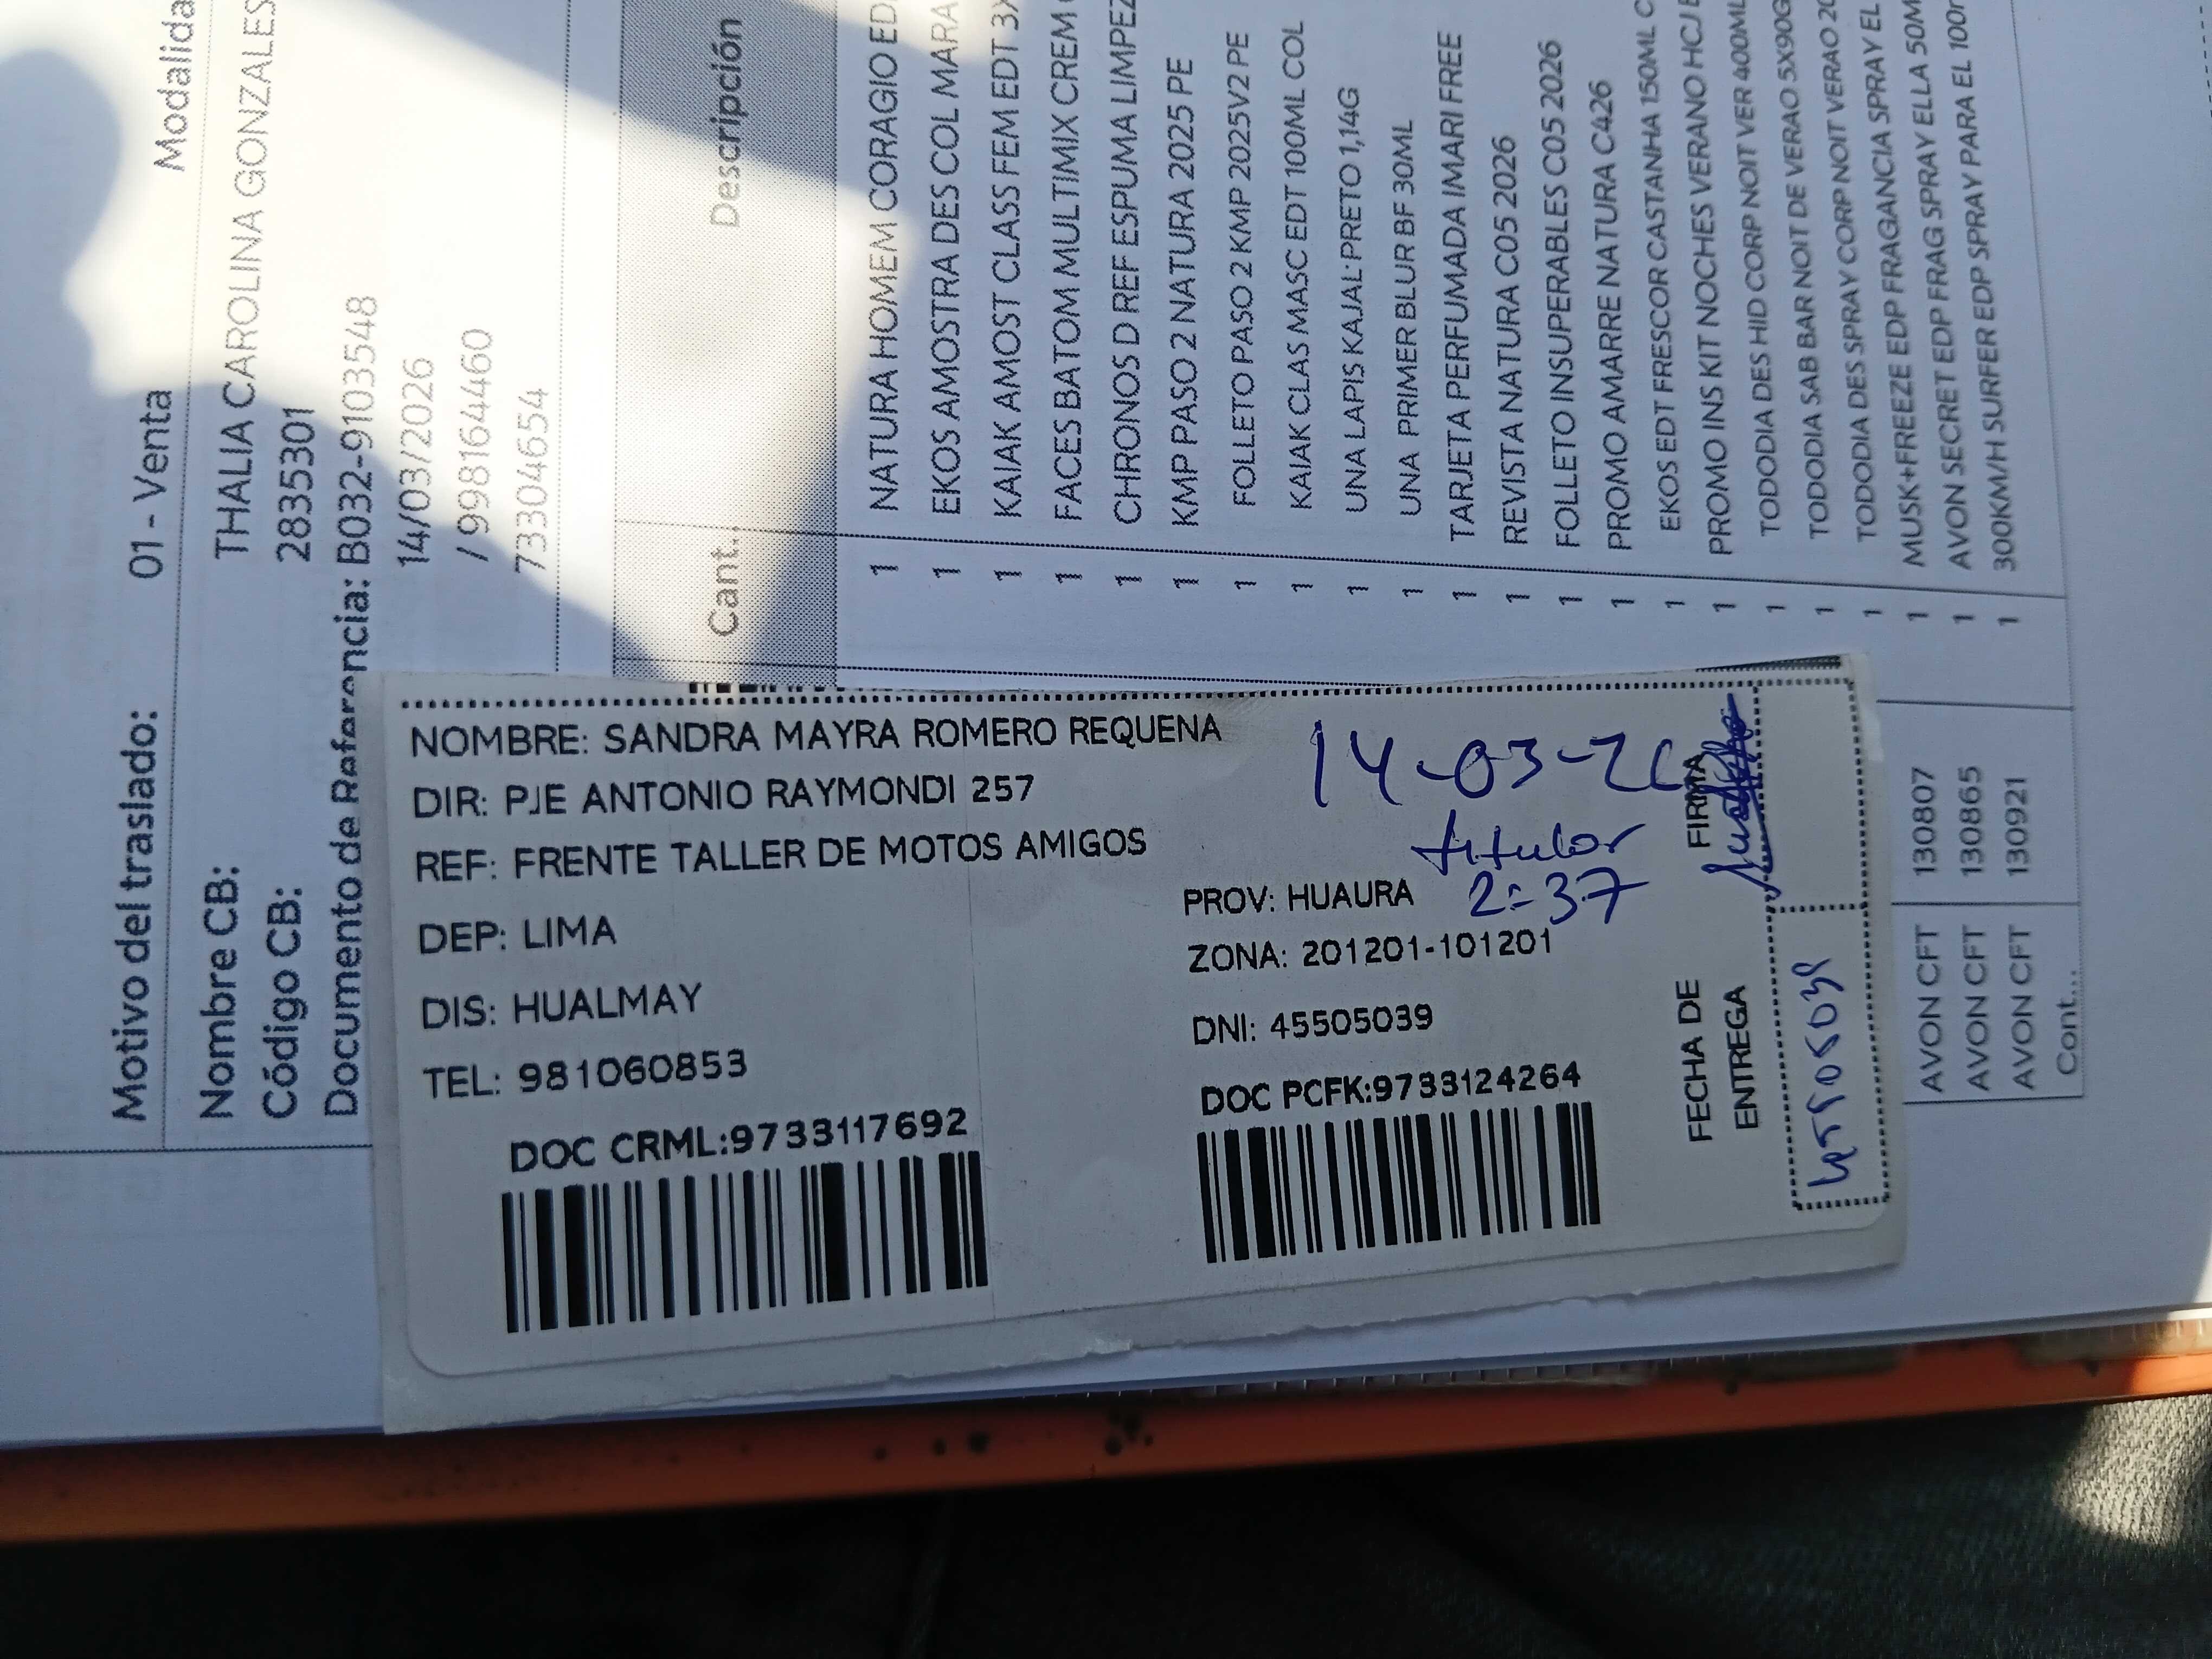 NOMBRE: SANDRA MAYRA ROMERO REQUENA
DIR: PJE ANTONIO RAYMONDI 257
REF: FRENTE TALLER DE MOTOS AMIGOS
DEP: LIMA
PROV: HUAURA
ZONA: 201201-101201
DIS: HUALMAY
DNI: 45505039
TEL: 981060853
DOC CRML:9733117692
DOC PCFK:9733124264
14-03-26
titular
2:37
FIRMA
FECHA DE
ENTREGA
45505039
Motivo del traslado: 01 - Venta
Modalida
Nombre CB: THALIA CAROLINA GONZALES
Código CB: 28355301
Documento de Referencia: B032-9103548
14/03/2026
/ 998164460
73304654
Cant. Descripción
1 NATURA HOMEM CORAGIO ED
1 EKOS AMOSTRA DES COL MARA
1 KAIAK AMOST CLASS FEM EDT 3X
1 FACES BATOM MULTIMIX CREM
1 CHRONOS D REF ESPUMA LIMPEZ
1 KMP PASO 2 NATURA 2025 PE
1 FOLLETO PASO 2 KMP 2025V2 PE
1 KAIAK CLAS MASC EDT 100ML COL
1 UNA LAPIS KAJAL PRETO 1,14G
1 UNA PRIMER BLUR BF 30ML
1 TARJETA PERFUMADA IMARI FREE
1 REVISTA NATURA C05 2026
1 FOLLETO INSUPERABLES C05 2026
1 PROMO AMARRE NATURA C426
1 EKOS EDT FRESCOR CASTANHA 150ML C
1 PROMO INS KIT NOCHES VERANO HCJ E
1 TODODIA DES HID CORP NOIT VER 400ML
1 TODODIA SAB BAR NOIT DE VERAO 5X90G
1 TODODIA DES SPRAY CORP NOIT VERAO 20
1 MUSK+FREEZE EDP FRAGANCIA SPRAY EL
AVON CFT 130807 1 AVON SECRET EDP FRAG SPRAY ELLA 50M
AVON CFT 130865 1 300KM/H SURFER EDP SPRAY PARA EL 100
AVON CFT 130921 1
Cont...